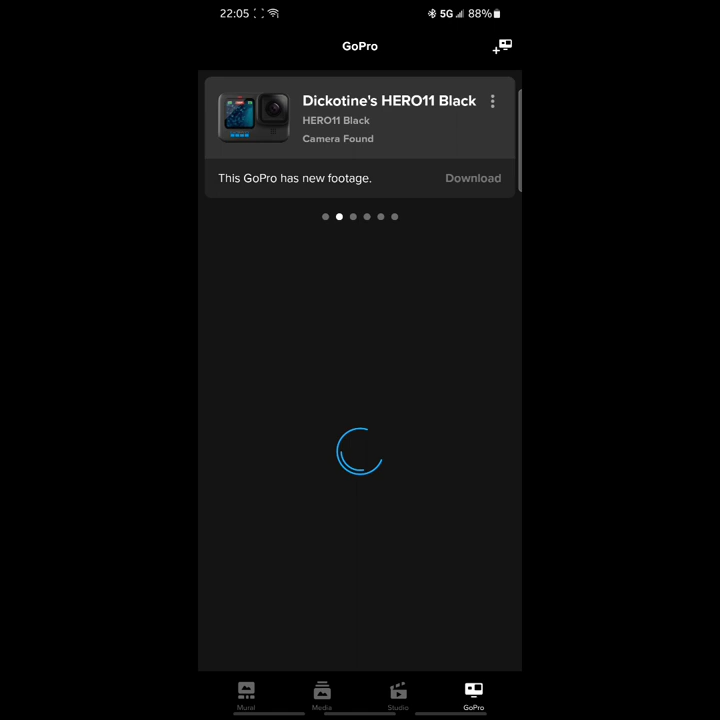 22:05 5G 88%
GoPro
Dickotine's HERO11 Black
HERO11 Black
Camera Found
This GoPro has new footage. Download
Mural Media Studio GoPro